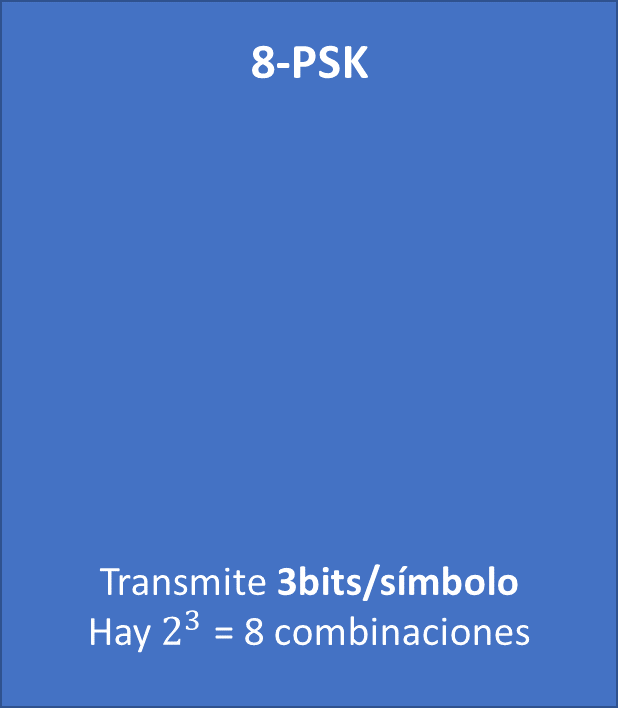 8-PSK
Transmite 3bits/símbolo
Hay 2³ = 8 combinaciones